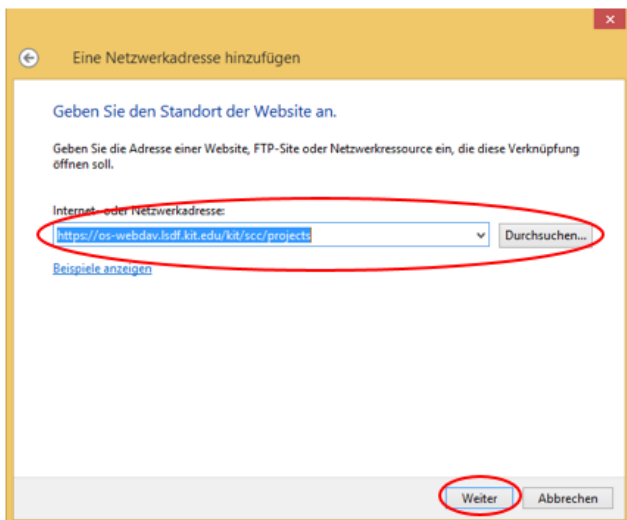 Eine Netzwerkadresse hinzufügen
Geben Sie den Standort der Website an.
Geben Sie die Adresse einer Website, FTP-Site oder Netzwerkressource ein, die diese Verknüpfung
öffnen soll.
Internet- oder Netzwerkadresse:
https://os-webdav.lsdf.kit.edu/kit/scc/projects
Durchsuchen...
Beispiele anzeigen
Weiter
Abbrechen